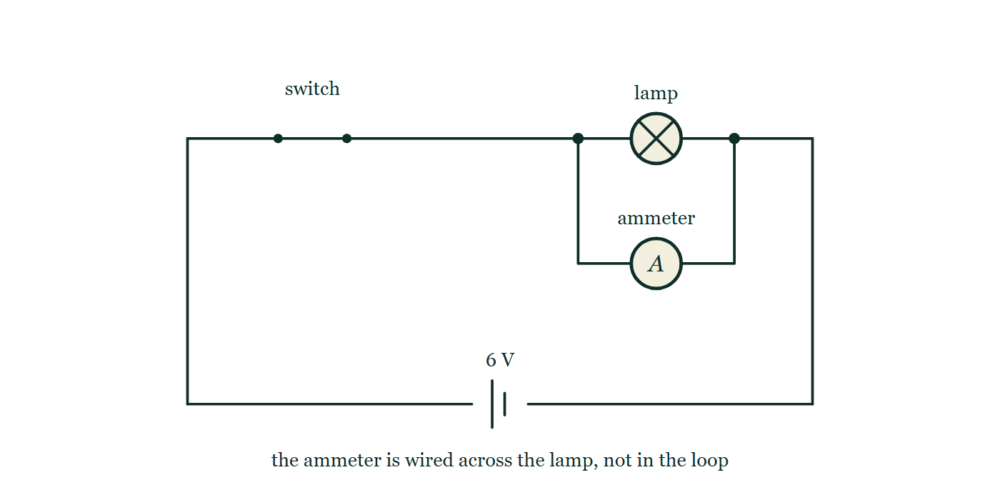 switch
lamp
ammeter
A
6 V
the ammeter is wired across the lamp, not in the loop